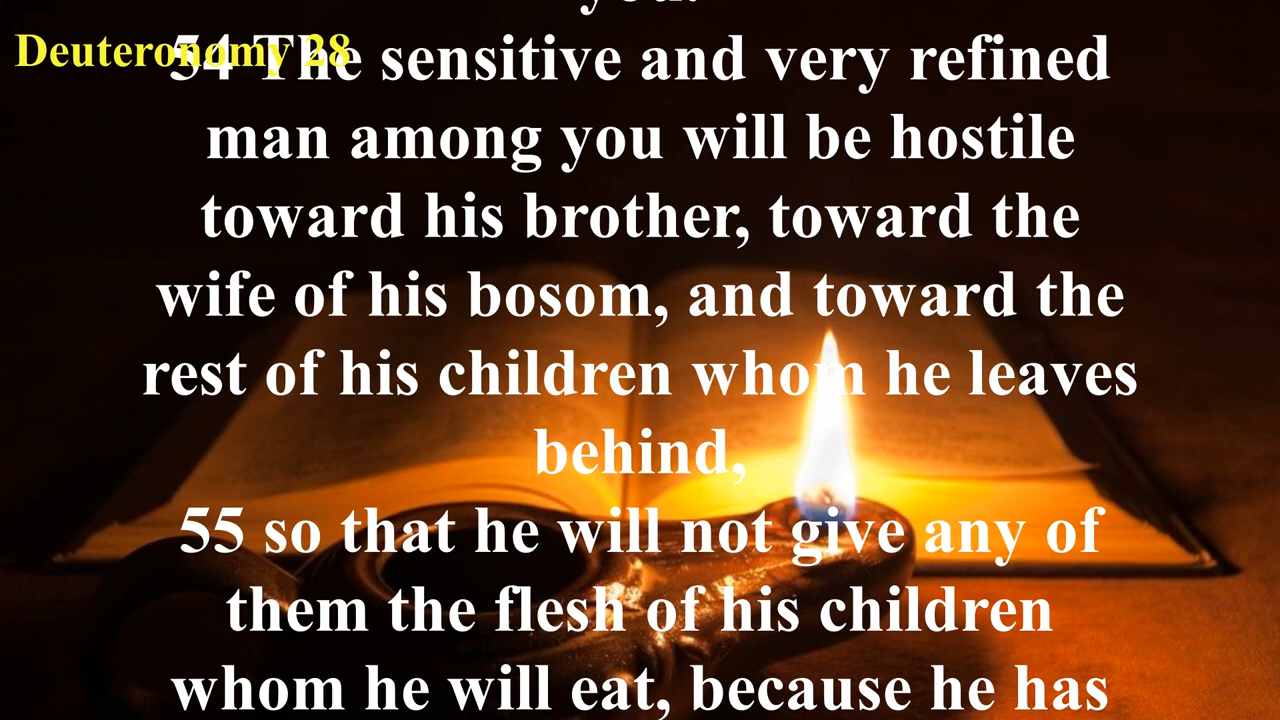 you.
Deuteronomy 28
54 The sensitive and very refined
man among you will be hostile
toward his brother, toward the
wife of his bosom, and toward the
rest of his children whom he leaves
behind,
55 so that he will not give any of
them the flesh of his children
whom he will eat, because he has